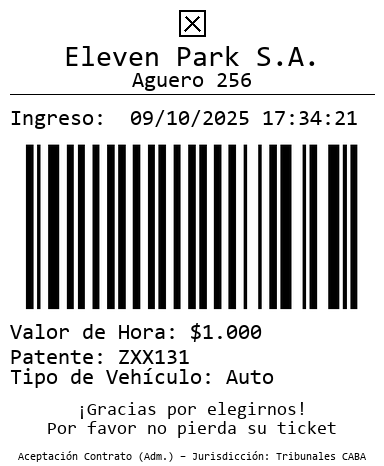 Eleven Park S.A.
Aguero 256
Ingreso: 09/10/2025 17:34:21
Valor de Hora: $1.000
Patente: ZXX131
Tipo de Vehículo: Auto
¡Gracias por elegirnos!
Por favor no pierda su ticket
Aceptación Contrato (Adm.) – Jurisdicción: Tribunales CABA